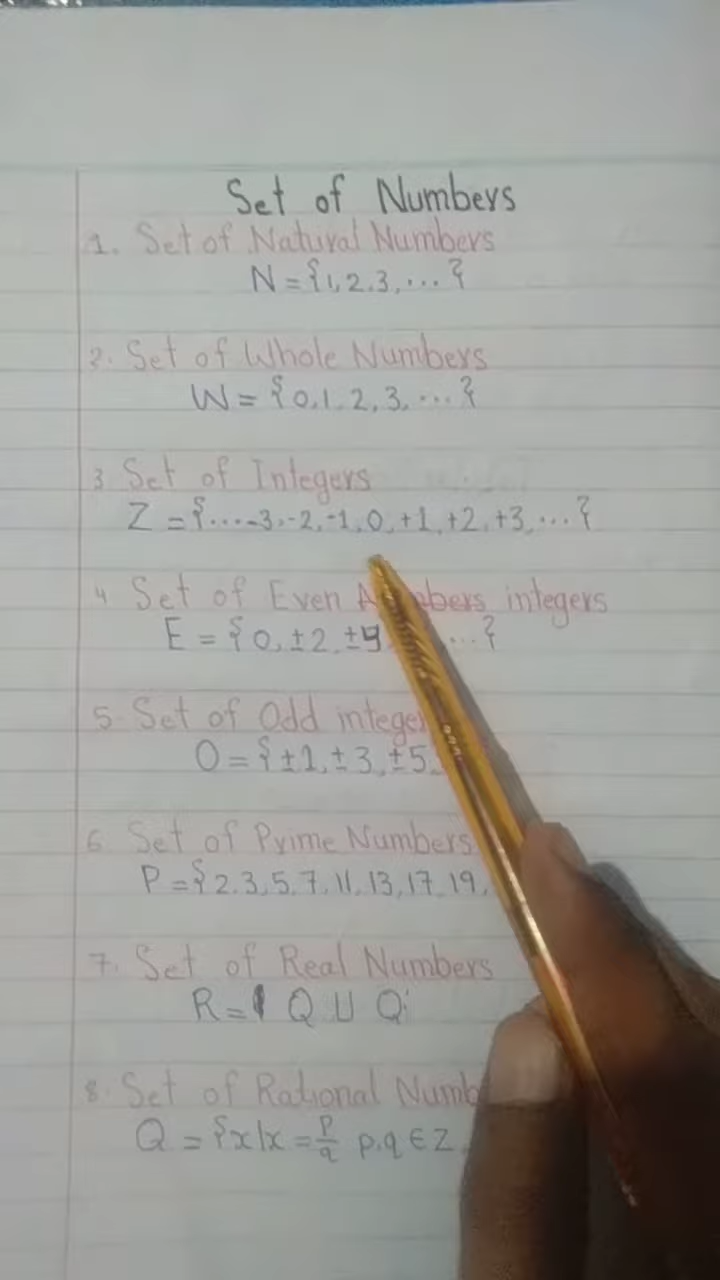 Set of Numbers
1. Set of Natural Numbers
N = {1, 2, 3, ... }
2. Set of Whole Numbers
W = { 0, 1, 2, 3, ... }
3 Set of Integers
Z = {... -3, -2, -1, 0, +1, +2, +3, ... }
4 Set of Even integers
E = { 0, ±2, ±4 ... }
5. Set of Odd
O = { ±1, ±3, ±5,
6. Set of Prime Numbers
P = { 2, 3, 5, 7, 11, 13, 17, 19,
7. Set of Real Numbers
R = Q U Q'
8. Set of Rational
Q = { x/x = p/q p,q ∈ Z